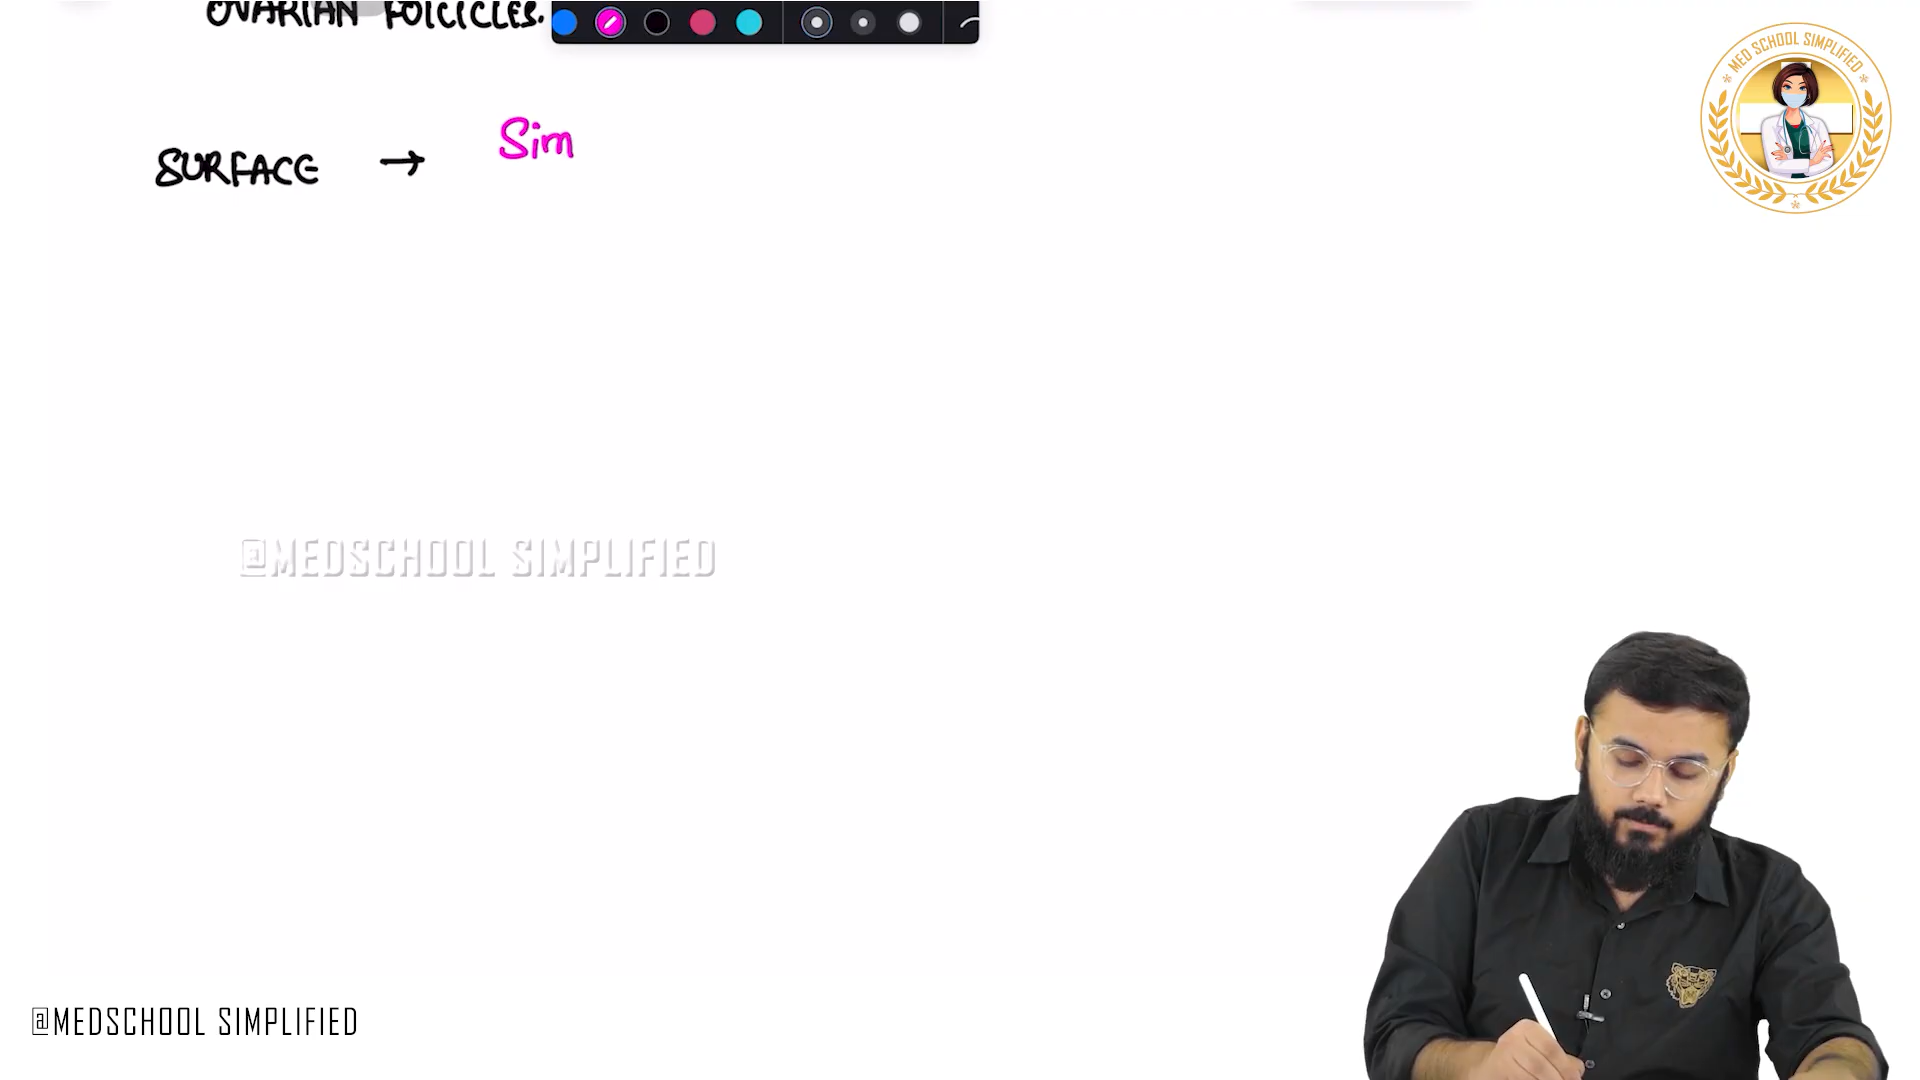 OVARIAN FOLLICLES.
MED SCHOOL SIMPLIFIED
SURFACE → Sim
@MEDSCHOOL SIMPLIFIED
@MEDSCHOOL SIMPLIFIED